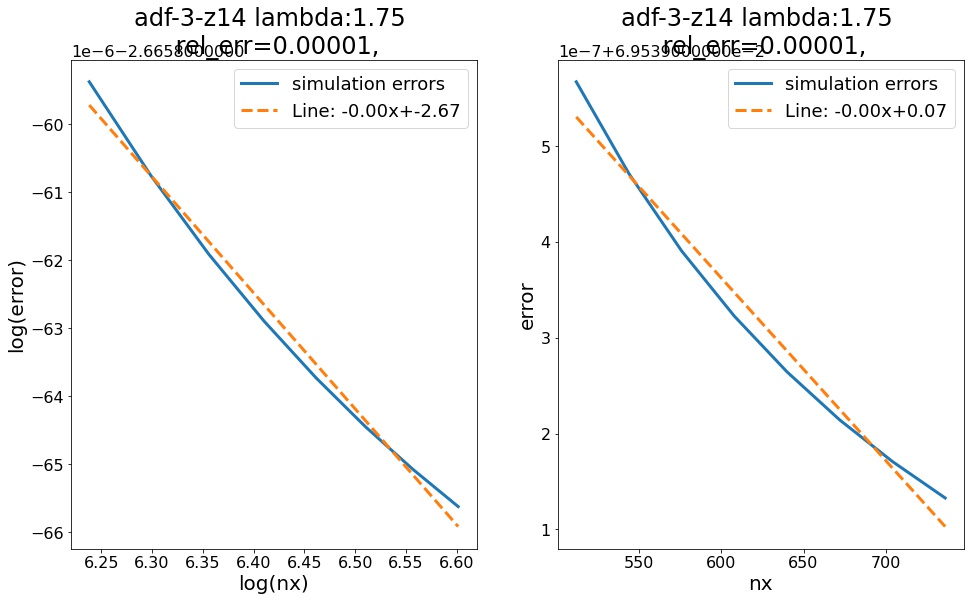 adf-3-z14 lambda:1.75
rel_err=0.00001,
1e−6−2.6658000000
simulation errors
Line: -0.00x+-2.67
−60
−61
−62
−63
−64
−65
−66
log(error)
6.25
6.30
6.35
6.40
6.45
6.50
6.55
6.60
log(nx)
adf-3-z14 lambda:1.75
rel_err=0.00001,
1e−7+6.9539000000e−2
simulation errors
Line: -0.00x+0.07
5
4
3
2
1
error
550
600
650
700
nx